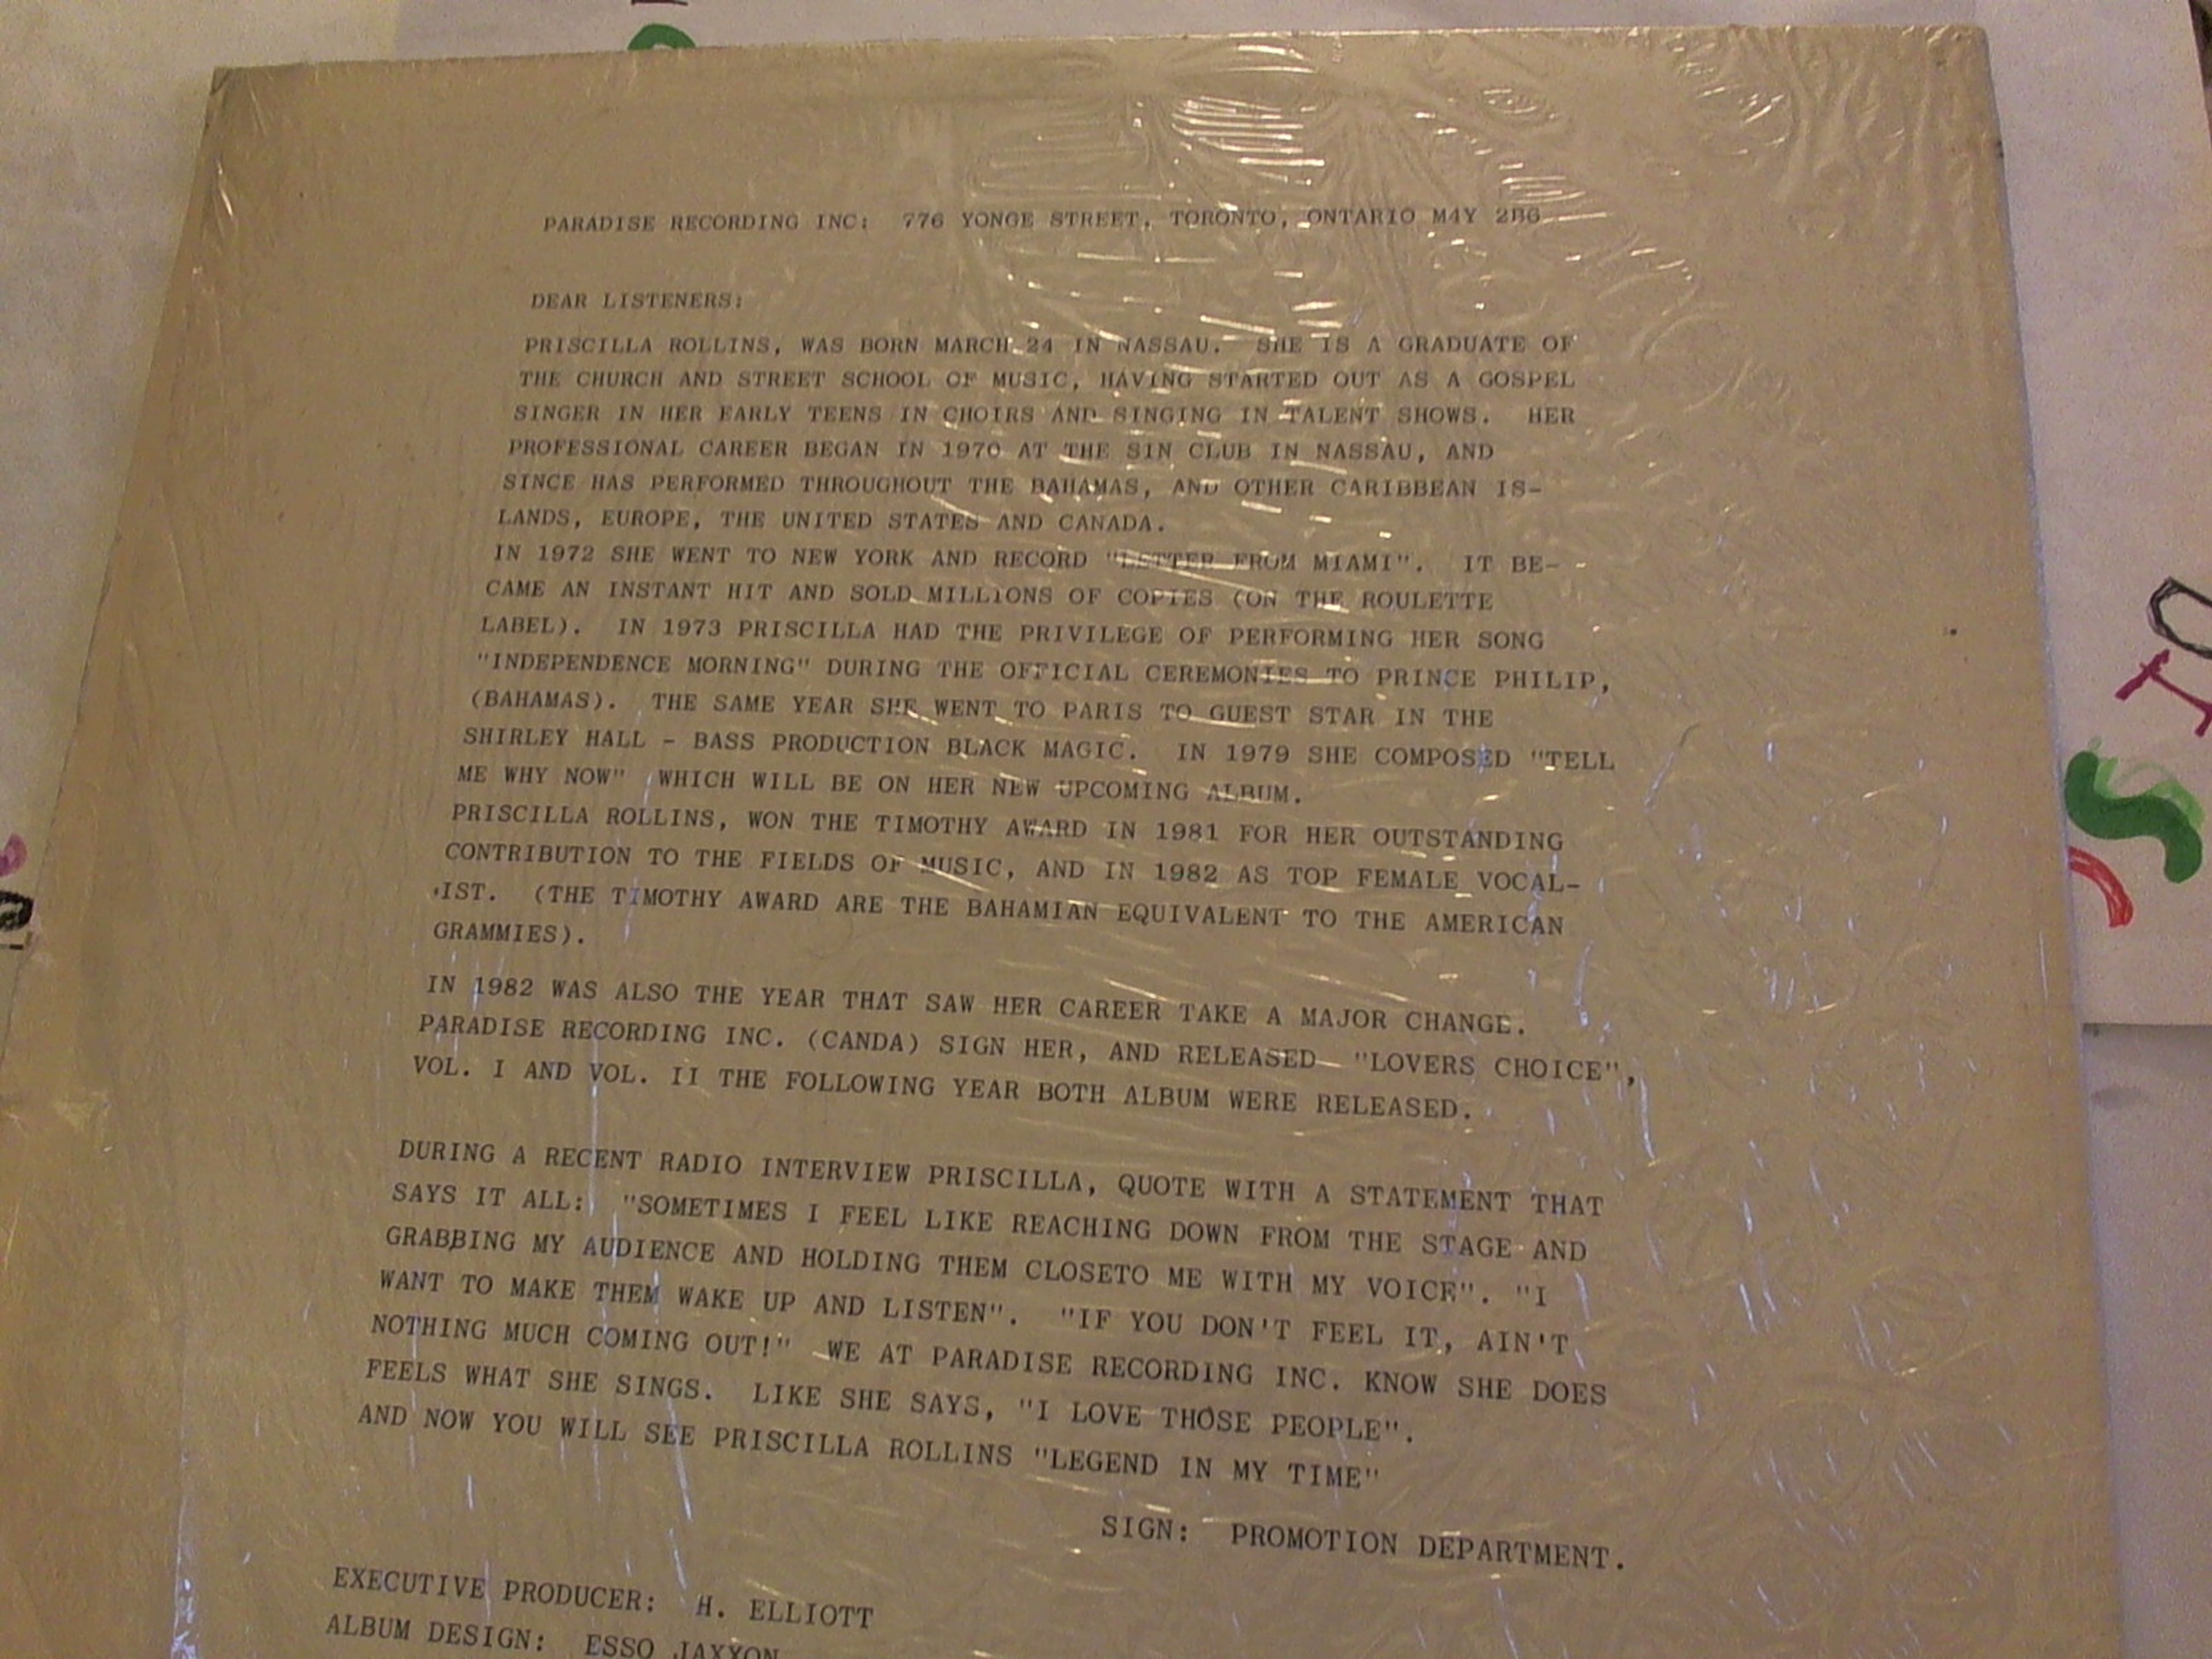 PARADISE RECORDING INC: 776 YONGE STREET, TORONTO, ONTARIO M4Y 2B6
DEAR LISTENERS:
PRISCILLA ROLLINS, WAS BORN MARCH 24 IN NASSAU. SHE IS A GRADUATE OF
THE CHURCH AND STREET SCHOOL OF MUSIC, HAVING STARTED OUT AS A GOSPEL
SINGER IN HER EARLY TEENS IN CHOIRS AND SINGING IN TALENT SHOWS. HER
PROFESSIONAL CAREER BEGAN IN 1970 AT THE SIN CLUB IN NASSAU, AND
SINCE HAS PERFORMED THROUGHOUT THE BAHAMAS, AND OTHER CARIBBEAN IS-
LANDS, EUROPE, THE UNITED STATES AND CANADA.
IN 1972 SHE WENT TO NEW YORK AND RECORD "LETTER FROM MIAMI". IT BE-
CAME AN INSTANT HIT AND SOLD MILLIONS OF COPIES (ON THE ROULETTE
LABEL). IN 1973 PRISCILLA HAD THE PRIVILEGE OF PERFORMING HER SONG
"INDEPENDENCE MORNING" DURING THE OFFICIAL CEREMONIES TO PRINCE PHILIP,
(BAHAMAS). THE SAME YEAR SHE WENT TO PARIS TO GUEST STAR IN THE
SHIRLEY HALL - BASS PRODUCTION BLACK MAGIC. IN 1979 SHE COMPOSED "TELL
ME WHY NOW" WHICH WILL BE ON HER NEW UPCOMING ALBUM.
PRISCILLA ROLLINS, WON THE TIMOTHY AWARD IN 1981 FOR HER OUTSTANDING
CONTRIBUTION TO THE FIELDS OF MUSIC, AND IN 1982 AS TOP FEMALE VOCAL-
IST. (THE TIMOTHY AWARD ARE THE BAHAMIAN EQUIVALENT TO THE AMERICAN
GRAMMIES).
IN 1982 WAS ALSO THE YEAR THAT SAW HER CAREER TAKE A MAJOR CHANGE.
PARADISE RECORDING INC. (CANDA) SIGN HER, AND RELEASED "LOVERS CHOICE",
VOL. I AND VOL. II THE FOLLOWING YEAR BOTH ALBUM WERE RELEASED.
DURING A RECENT RADIO INTERVIEW PRISCILLA, QUOTE WITH A STATEMENT THAT
SAYS IT ALL: "SOMETIMES I FEEL LIKE REACHING DOWN FROM THE STAGE AND
GRABBING MY AUDIENCE AND HOLDING THEM CLOSETO ME WITH MY VOICE". "I
WANT TO MAKE THEM WAKE UP AND LISTEN". "IF YOU DON'T FEEL IT, AIN'T
NOTHING MUCH COMING OUT!" WE AT PARADISE RECORDING INC. KNOW SHE DOES
FEELS WHAT SHE SINGS. LIKE SHE SAYS, "I LOVE THOSE PEOPLE".
AND NOW YOU WILL SEE PRISCILLA ROLLINS "LEGEND IN MY TIME"
SIGN: PROMOTION DEPARTMENT.
EXECUTIVE PRODUCER: H. ELLIOTT
ALBUM DESIGN: ESSO JAXXON